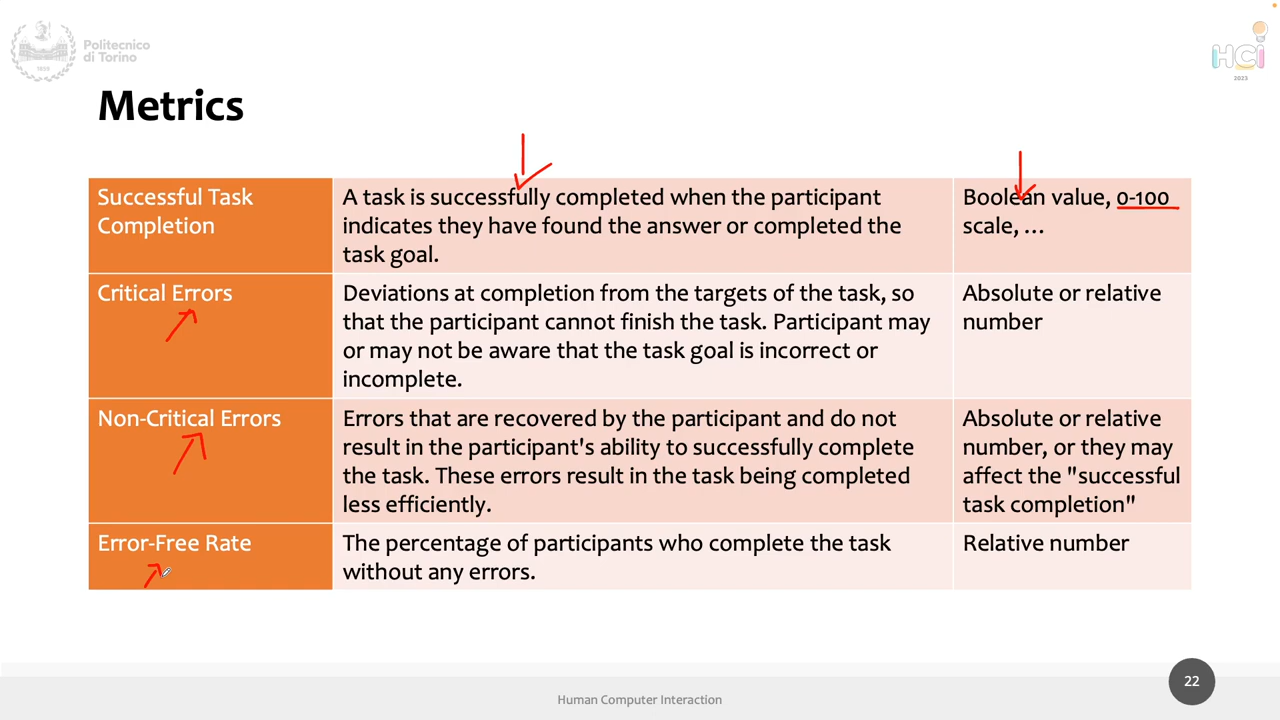 Politecnico
di Torino
1859
HCI
2023
Metrics
Successful Task
Completion
A task is successfully completed when the participant
indicates they have found the answer or completed the
task goal.
Boolean value, 0-100
scale, ...
Critical Errors
Deviations at completion from the targets of the task, so
that the participant cannot finish the task. Participant may
or may not be aware that the task goal is incorrect or
incomplete.
Absolute or relative
number
Non-Critical Errors
Errors that are recovered by the participant and do not
result in the participant's ability to successfully complete
the task. These errors result in the task being completed
less efficiently.
Absolute or relative
number, or they may
affect the "successful
task completion"
Error-Free Rate
The percentage of participants who complete the task
without any errors.
Relative number
Human Computer Interaction
22